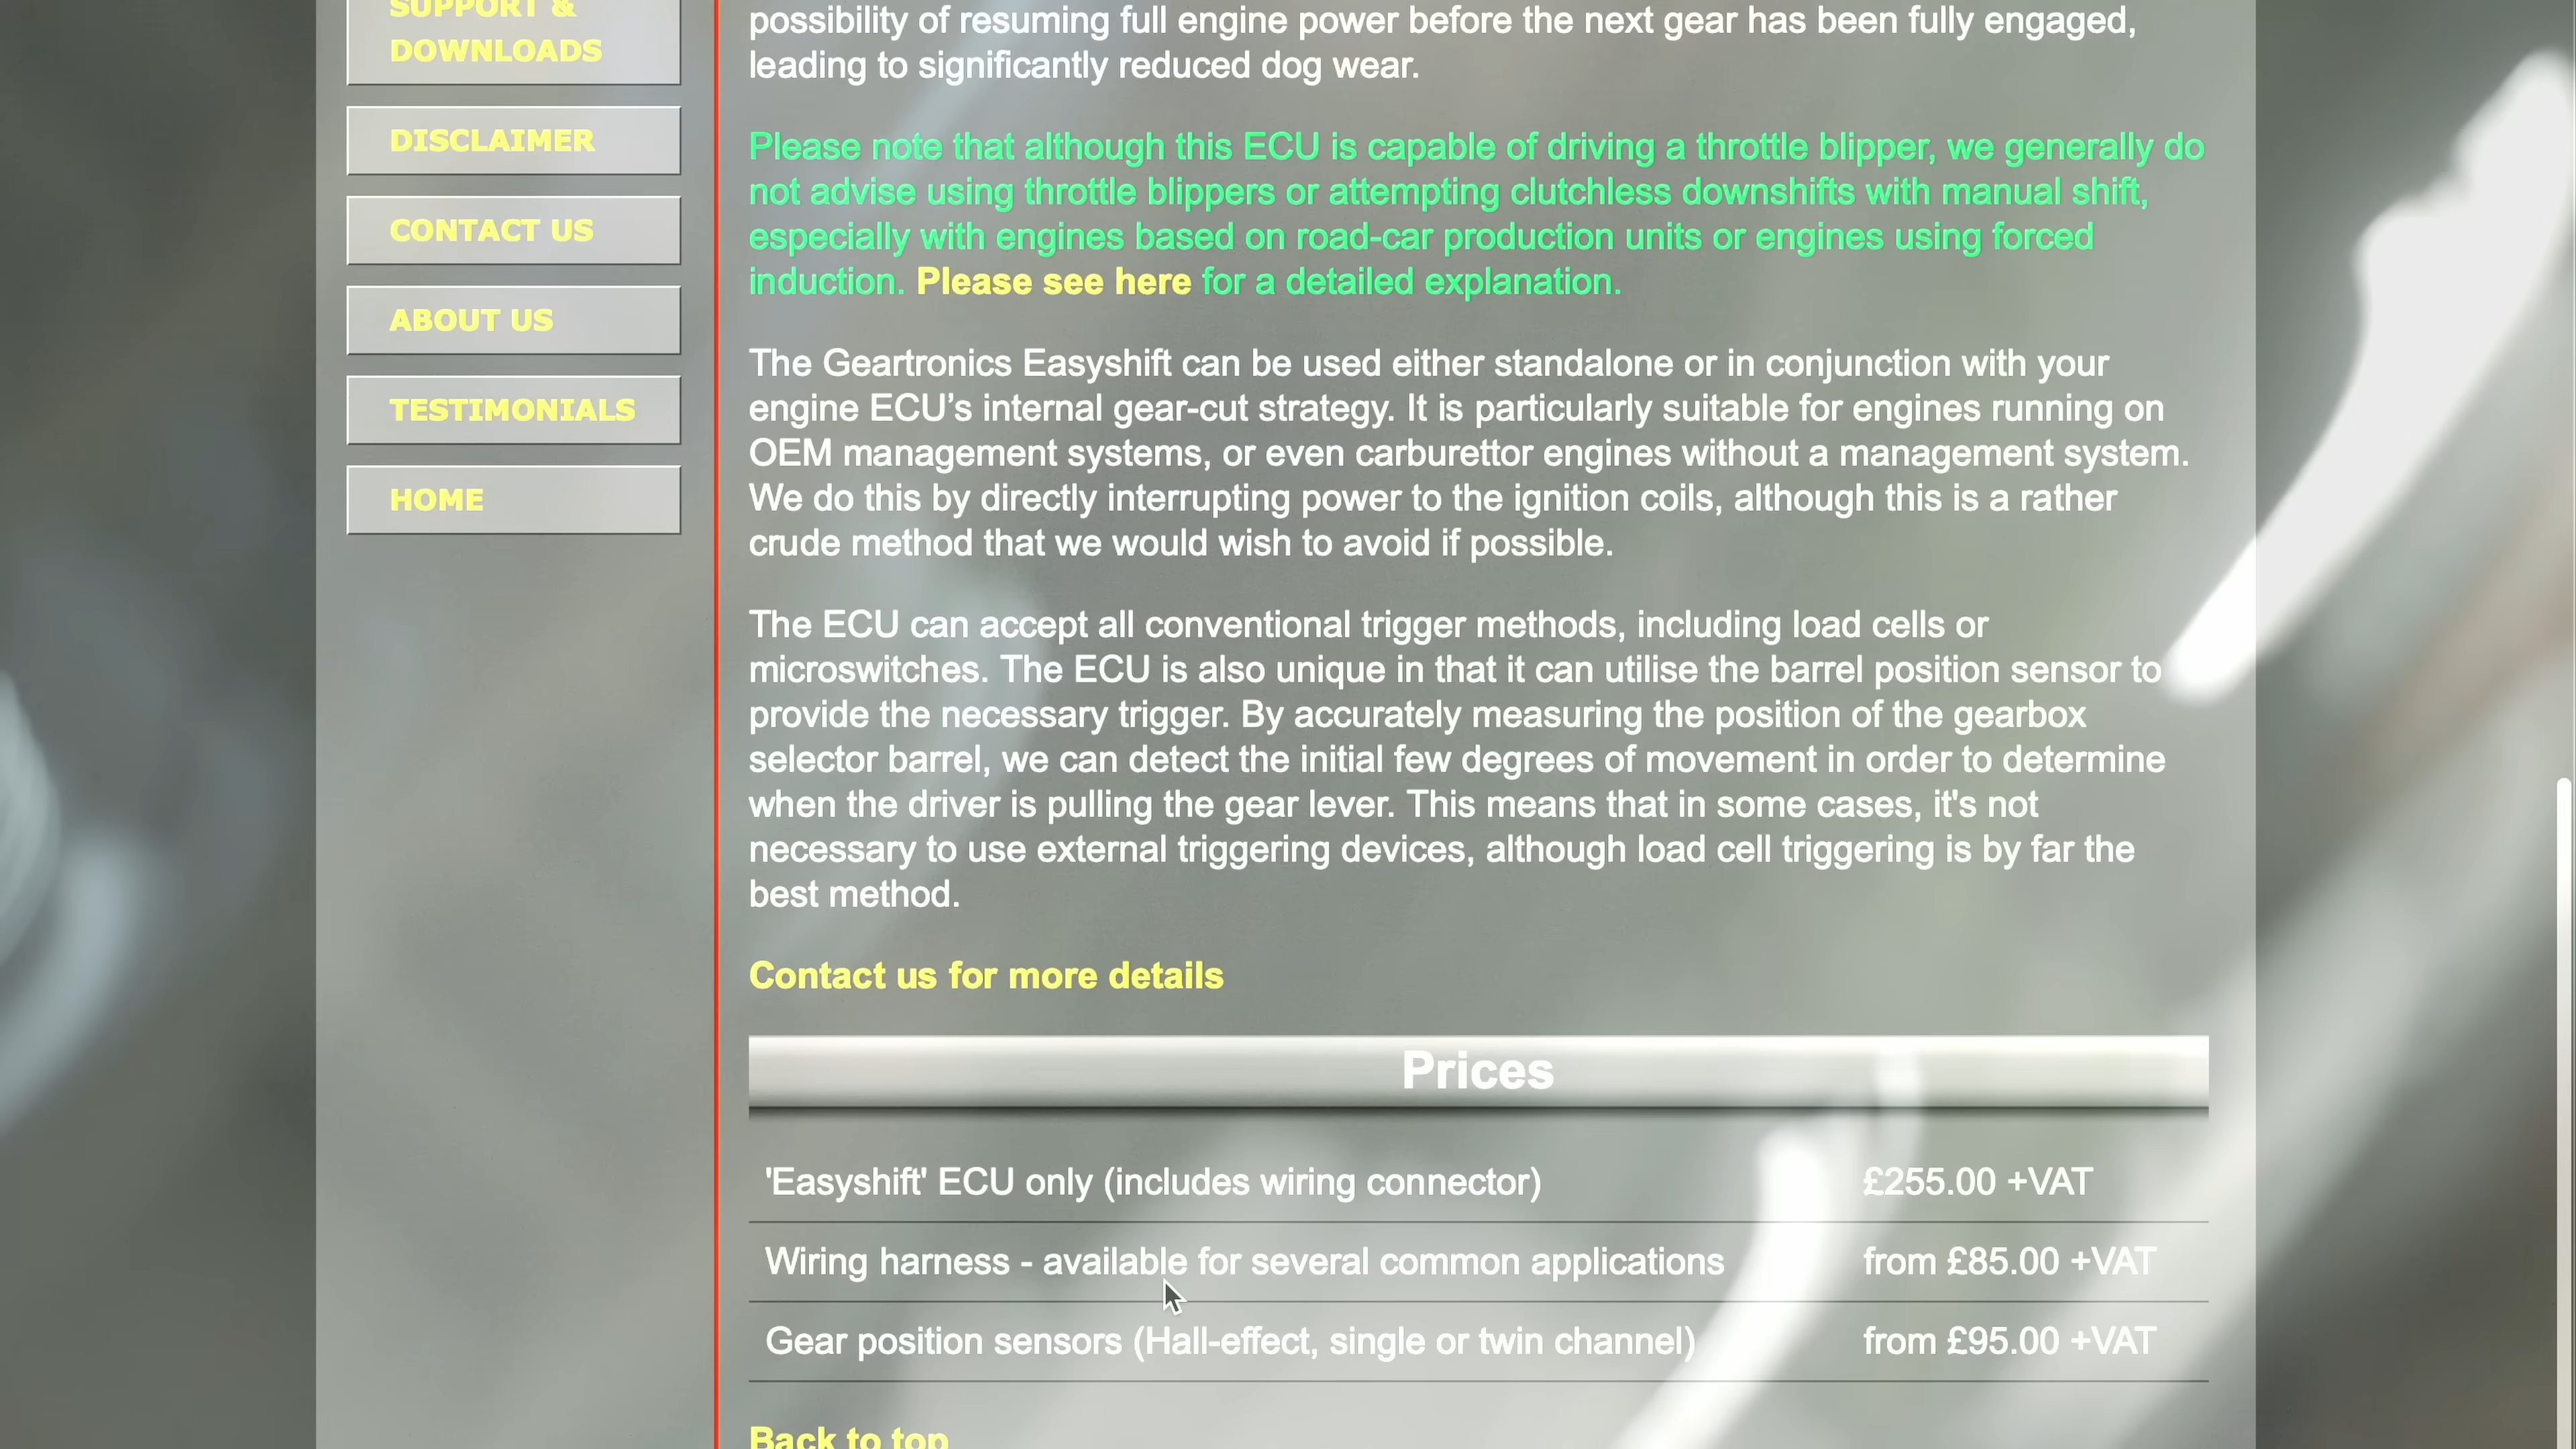 SUPPORT &
DOWNLOADS
DISCLAIMER
CONTACT US
ABOUT US
TESTIMONIALS
HOME
possibility of resuming full engine power before the next gear has been fully engaged,
leading to significantly reduced dog wear.
Please note that although this ECU is capable of driving a throttle blipper, we generally do
not advise using throttle blippers or attempting clutchless downshifts with manual shift,
especially with engines based on road-car production units or engines using forced
induction. Please see here for a detailed explanation.
The Geartronics Easyshift can be used either standalone or in conjunction with your
engine ECU’s internal gear-cut strategy. It is particularly suitable for engines running on
OEM management systems, or even carburettor engines without a management system.
We do this by directly interrupting power to the ignition coils, although this is a rather
crude method that we would wish to avoid if possible.
The ECU can accept all conventional trigger methods, including load cells or
microswitches. The ECU is also unique in that it can utilise the barrel position sensor to
provide the necessary trigger. By accurately measuring the position of the gearbox
selector barrel, we can detect the initial few degrees of movement in order to determine
when the driver is pulling the gear lever. This means that in some cases, it's not
necessary to use external triggering devices, although load cell triggering is by far the
best method.
Contact us for more details
Prices
'Easyshift' ECU only (includes wiring connector) £255.00 +VAT
Wiring harness - available for several common applications from £85.00 +VAT
Gear position sensors (Hall-effect, single or twin channel) from £95.00 +VAT
Back to top